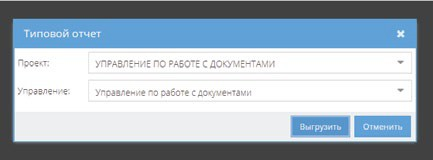 Типовой отчет
Проект: УПРАВЛЕНИЕ ПО РАБОТЕ С ДОКУМЕНТАМИ
Управление: Управление по работе с документами
Выгрузить Отменить